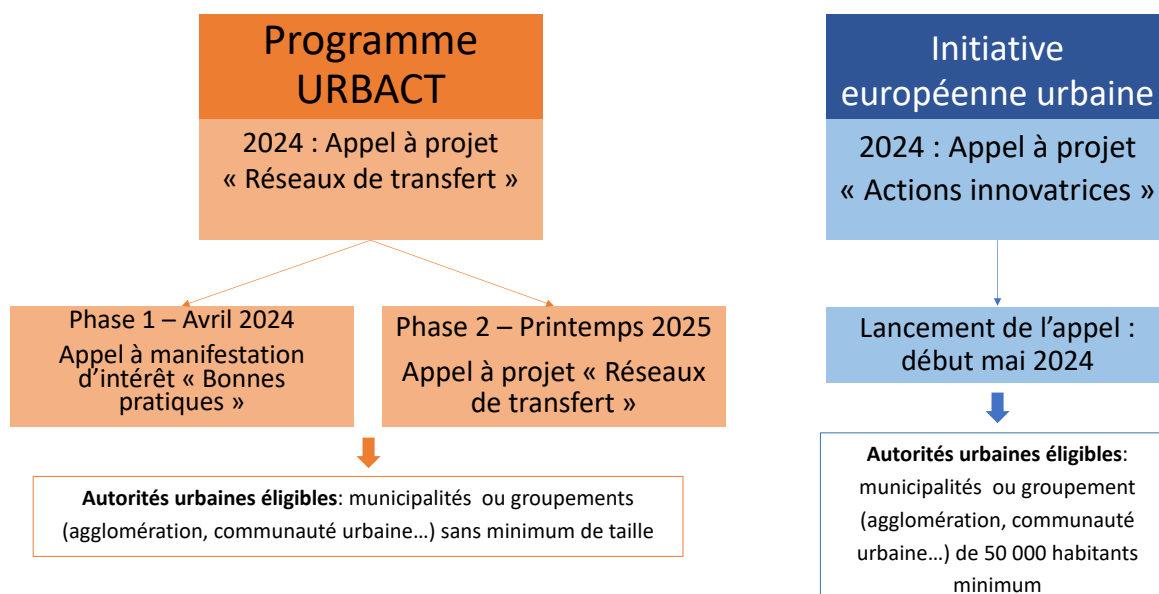 Programme
URBACT
2024 : Appel à projet
« Réseaux de transfert »
Phase 1 – Avril 2024
Appel à manifestation
d’intérêt « Bonnes
pratiques »
Phase 2 – Printemps 2025
Appel à projet « Réseaux
de transfert »
Autorités urbaines éligibles: municipalités ou groupements
(agglomération, communauté urbaine…) sans minimum de taille
Initiative
européenne urbaine
2024 : Appel à projet
« Actions innovatrices »
Lancement de l’appel :
début mai 2024
Autorités urbaines éligibles:
municipalités ou groupement
(agglomération, communauté
urbaine…) de 50 000 habitants
minimum